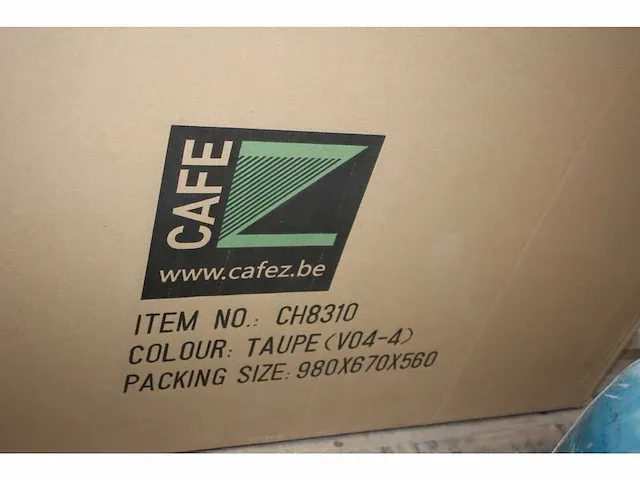 CAFE Z
www.cafez.be
ITEM NO.: CH8310
COLOUR: TAUPE(V04-4)
PACKING SIZE: 980X670X560